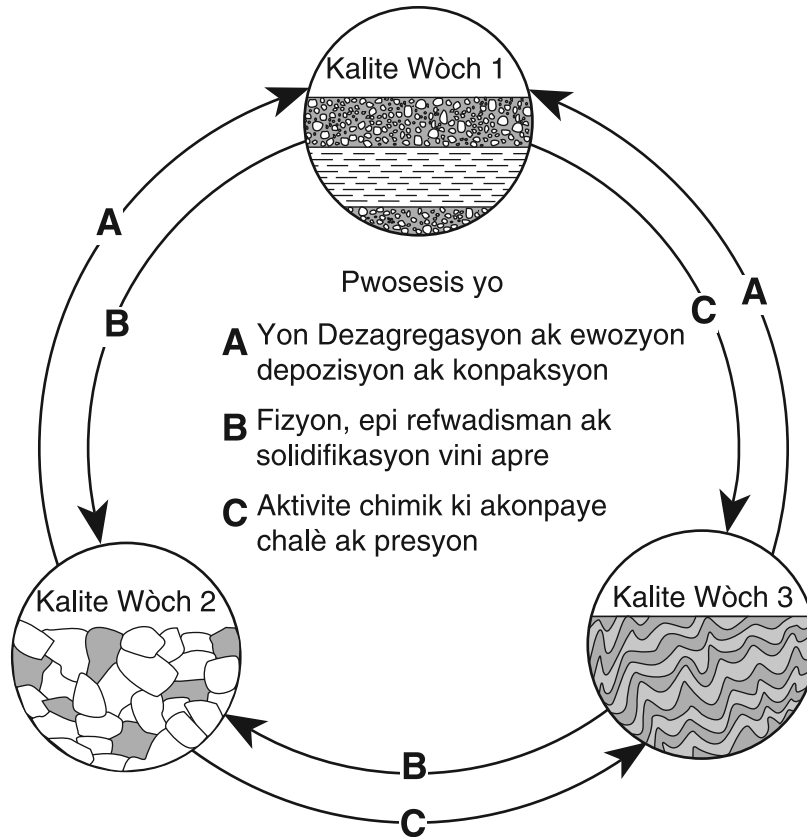 Kalite Wòch 1
A
B
C
A
Pwosesis yo
A Yon Dezagregasyon ak ewozyon
depozisyon ak konpaksyon
B Fizyon, epi refwadisman ak
solidifikasyon vini apre
C Aktivite chimik ki akonpaye
chalè ak presyon
Kalite Wòch 2
Kalite Wòch 3
B
C